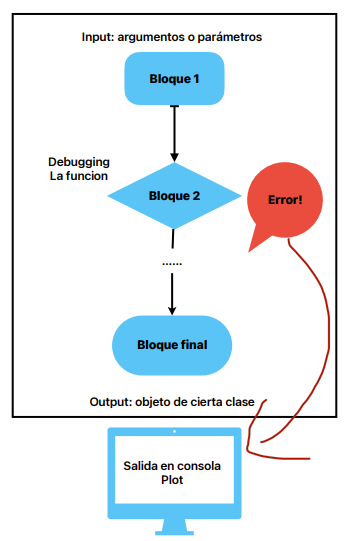 Input: argumentos o parámetros
Bloque 1
Debugging
La funcion
Bloque 2
Error!
......
Bloque final
Output: objeto de cierta clase
Salida en consola
Plot